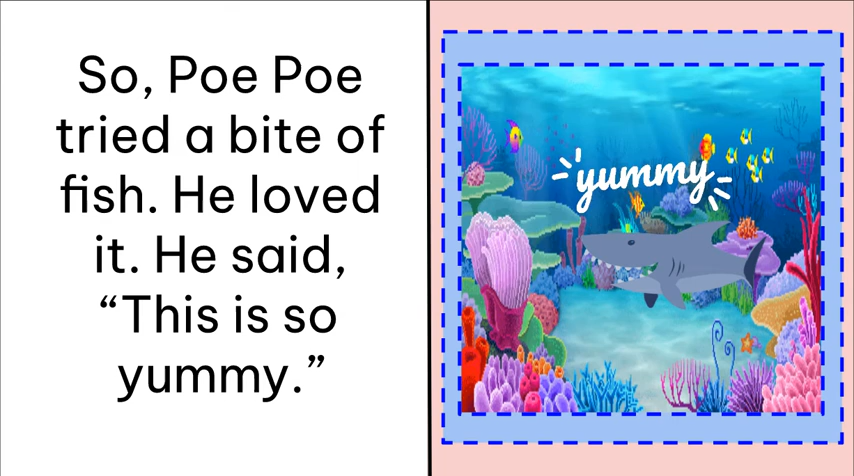 So, Poe Poe
tried a bite of
fish. He loved
it. He said,
“This is so
yummy.”
yummy